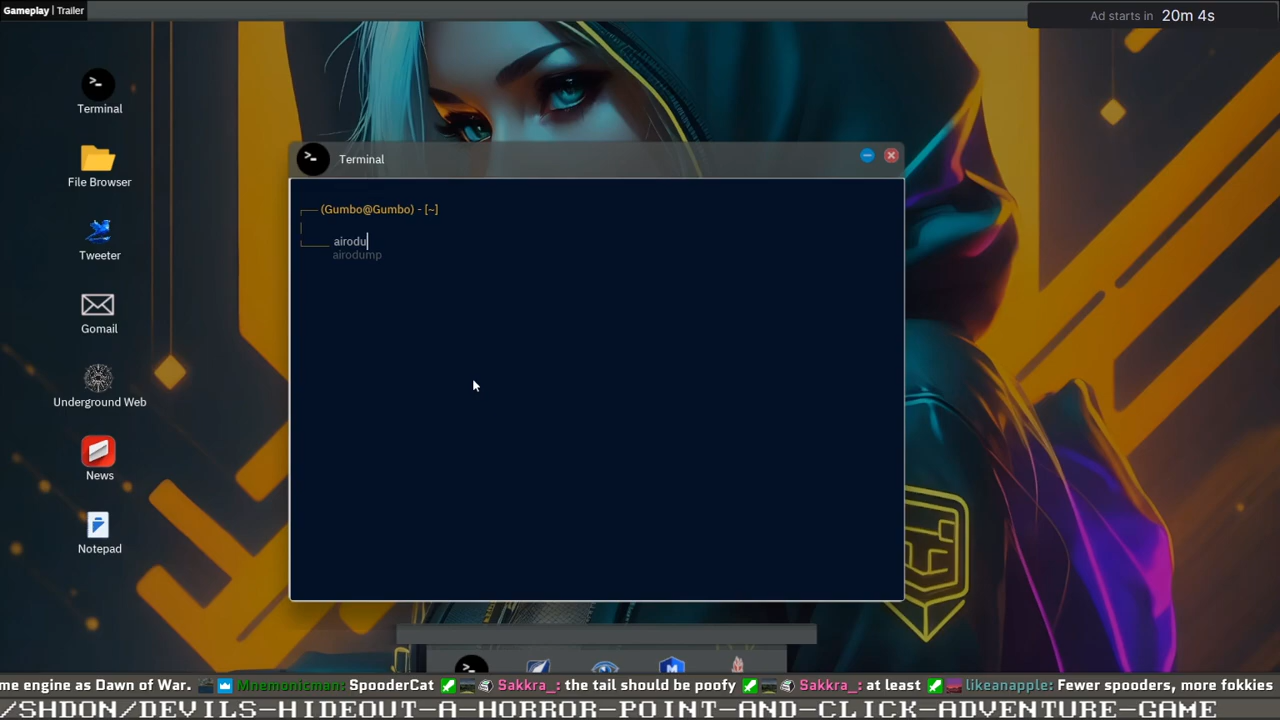 Gameplay | Trailer
Ad starts in 20m 4s
Terminal
File Browser
Tweeter
Gomail
Underground Web
News
Notepad
>_ Terminal
(Gumbo@Gumbo) - [~]
airodu
airodump
me engine as Dawn of War. Mnemonicman: SpooderCat Sakkra_: the tail should be poofy Sakkra_: at least likeanapple: Fewer spooders, more fokkies
/SHDON/DEVILS-HIDEOUT-A-HORROR-POINT-AND-CLICK-ADVENTURE-GAME